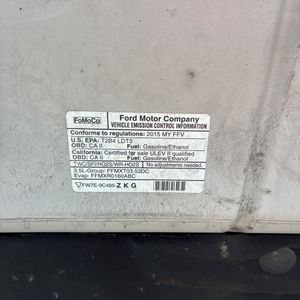 FoMoCo
Ford Motor Company
VEHICLE EMISSION CONTROL INFORMATION
Conforms to regulations: 2015 MY FFV
U.S. EPA: T2B4 LDT3
OBD: CA II Fuel: Gasoline/Ethanol
California: Certified for sale ULEV if qualified
OBD: CA II Fuel: Gasoline/Ethanol
TWC/SFI/HO2S/WR-HO2S No adjustments needed.
3.5L-Group: FFMXT03.53DC
Evap: FFMXR0160ABC
FW7E-9C485-ZKG